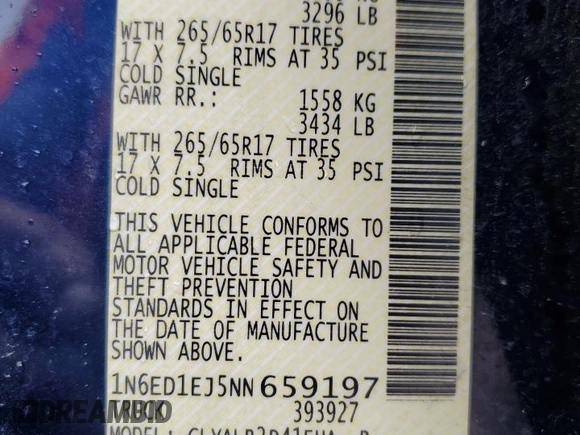 3296 LB
WITH 265/65R17 TIRES
17 X 7.5 RIMS AT 35 PSI
COLD SINGLE
GAWR RR.: 1558 KG
3434 LB
WITH 265/65R17 TIRES
17 X 7.5 RIMS AT 35 PSI
COLD SINGLE
THIS VEHICLE CONFORMS TO
ALL APPLICABLE FEDERAL
MOTOR VEHICLE SAFETY AND
THEFT PREVENTION
STANDARDS IN EFFECT ON
THE DATE OF MANUFACTURE
SHOWN ABOVE.
1N6ED1EJ5NN659197
TRUCK 393927
MODEL:
DREAMBID